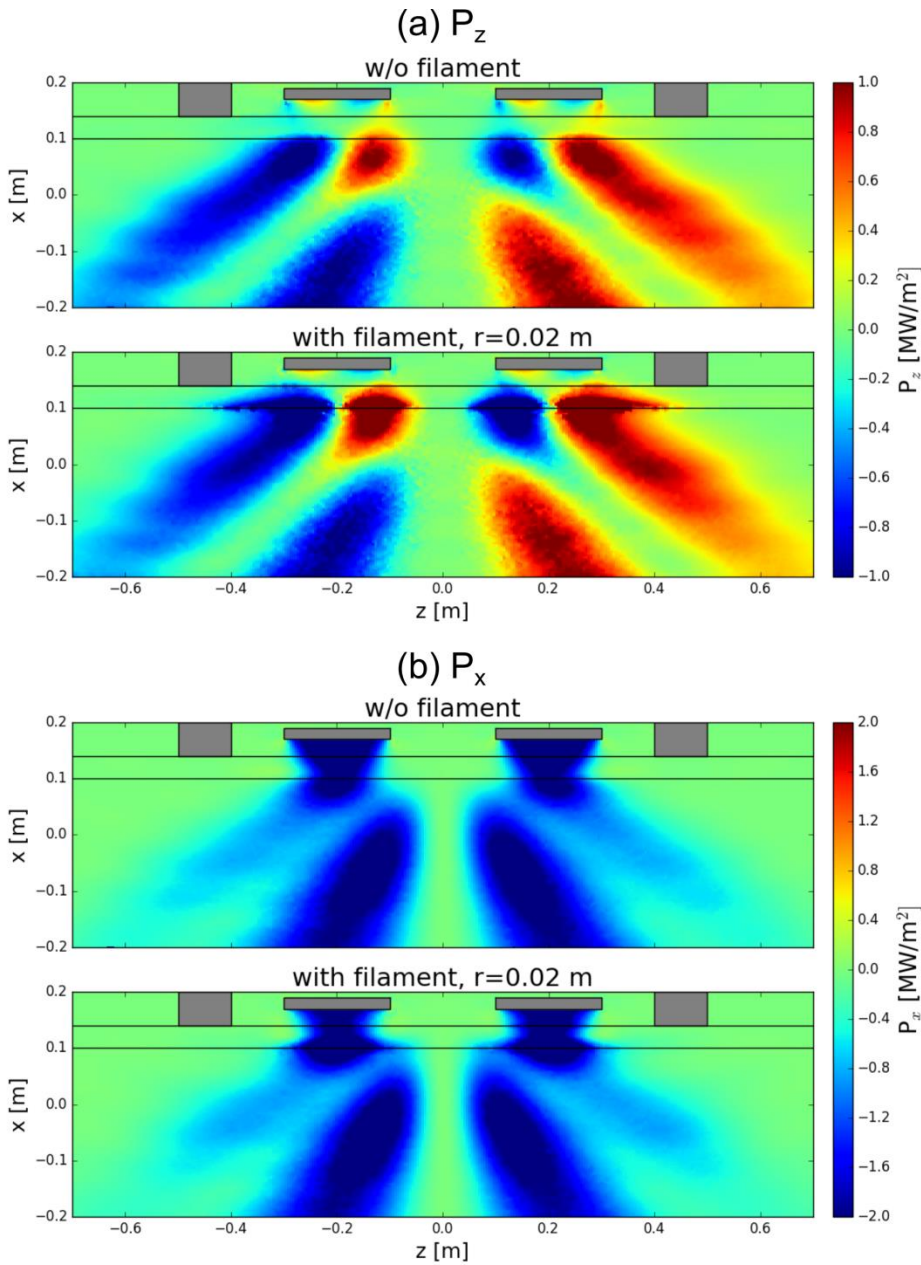 (a) P_z
w/o filament
0.2
0.1
0.0
−0.1
−0.2
x [m]
with filament, r=0.02 m
0.2
0.1
0.0
−0.1
−0.2
x [m]
−0.6 −0.4 −0.2 0.0 0.2 0.4 0.6
z [m]
1.0
0.8
0.6
0.4
0.2
0.0
−0.2
−0.4
−0.6
−0.8
−1.0
P_z [MW/m²]
(b) P_x
w/o filament
0.2
0.1
0.0
−0.1
−0.2
x [m]
with filament, r=0.02 m
0.2
0.1
0.0
−0.1
−0.2
x [m]
−0.6 −0.4 −0.2 0.0 0.2 0.4 0.6
z [m]
2.0
1.6
1.2
0.8
0.4
0.0
−0.4
−0.8
−1.2
−1.6
−2.0
P_x [MW/m²]